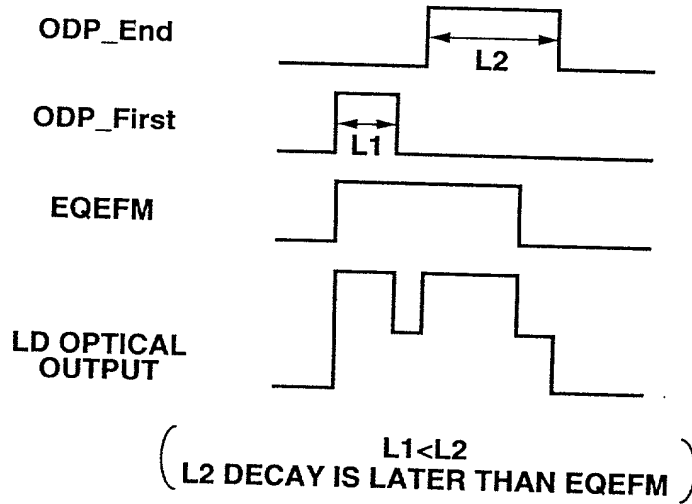 ODP_End
L2
ODP_First
L1
EQEFM
LD OPTICAL
OUTPUT
L1<L2
L2 DECAY IS LATER THAN EQEFM